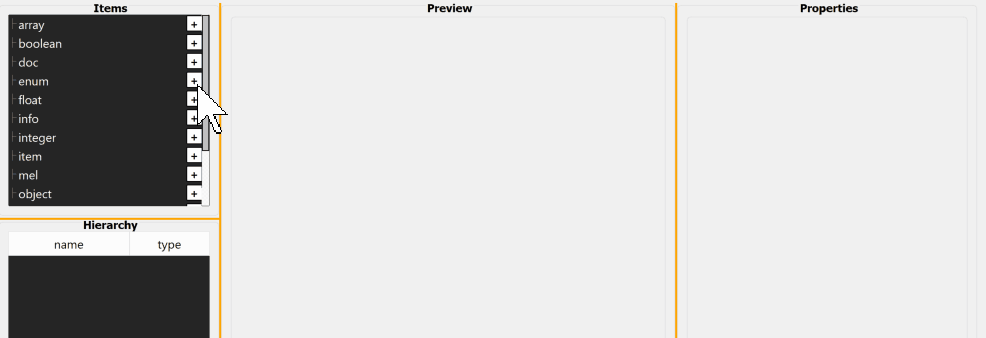 Items
Preview
Properties
array +
boolean +
doc +
enum +
float +
info +
integer +
item +
mel +
object +
Hierarchy
name type